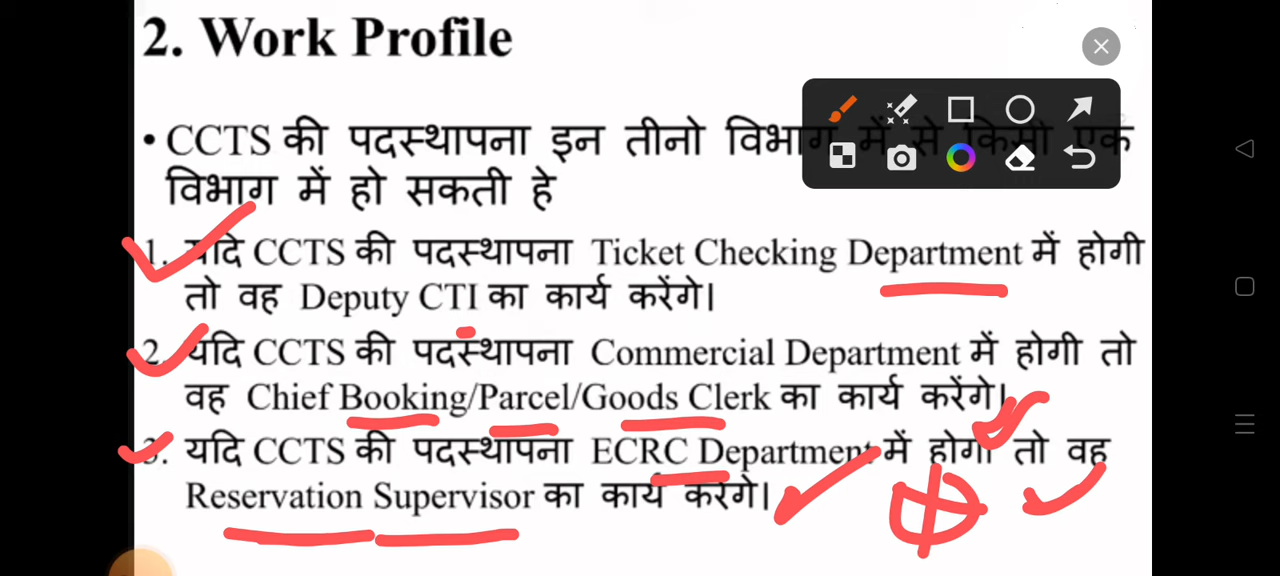 2. Work Profile
• CCTS की पदस्थापना इन तीनो विभाग में से किसी एक
विभाग में हो सकती हे
1. यदि CCTS की पदस्थापना Ticket Checking Department में होगी
तो वह Deputy CTI का कार्य करेंगे।
2. यदि CCTS की पदस्थापना Commercial Department में होगी तो
वह Chief Booking/Parcel/Goods Clerk का कार्य करेंगे।
3. यदि CCTS की पदस्थापना ECRC Department में होगी तो वह
Reservation Supervisor का कार्य करेंगे।